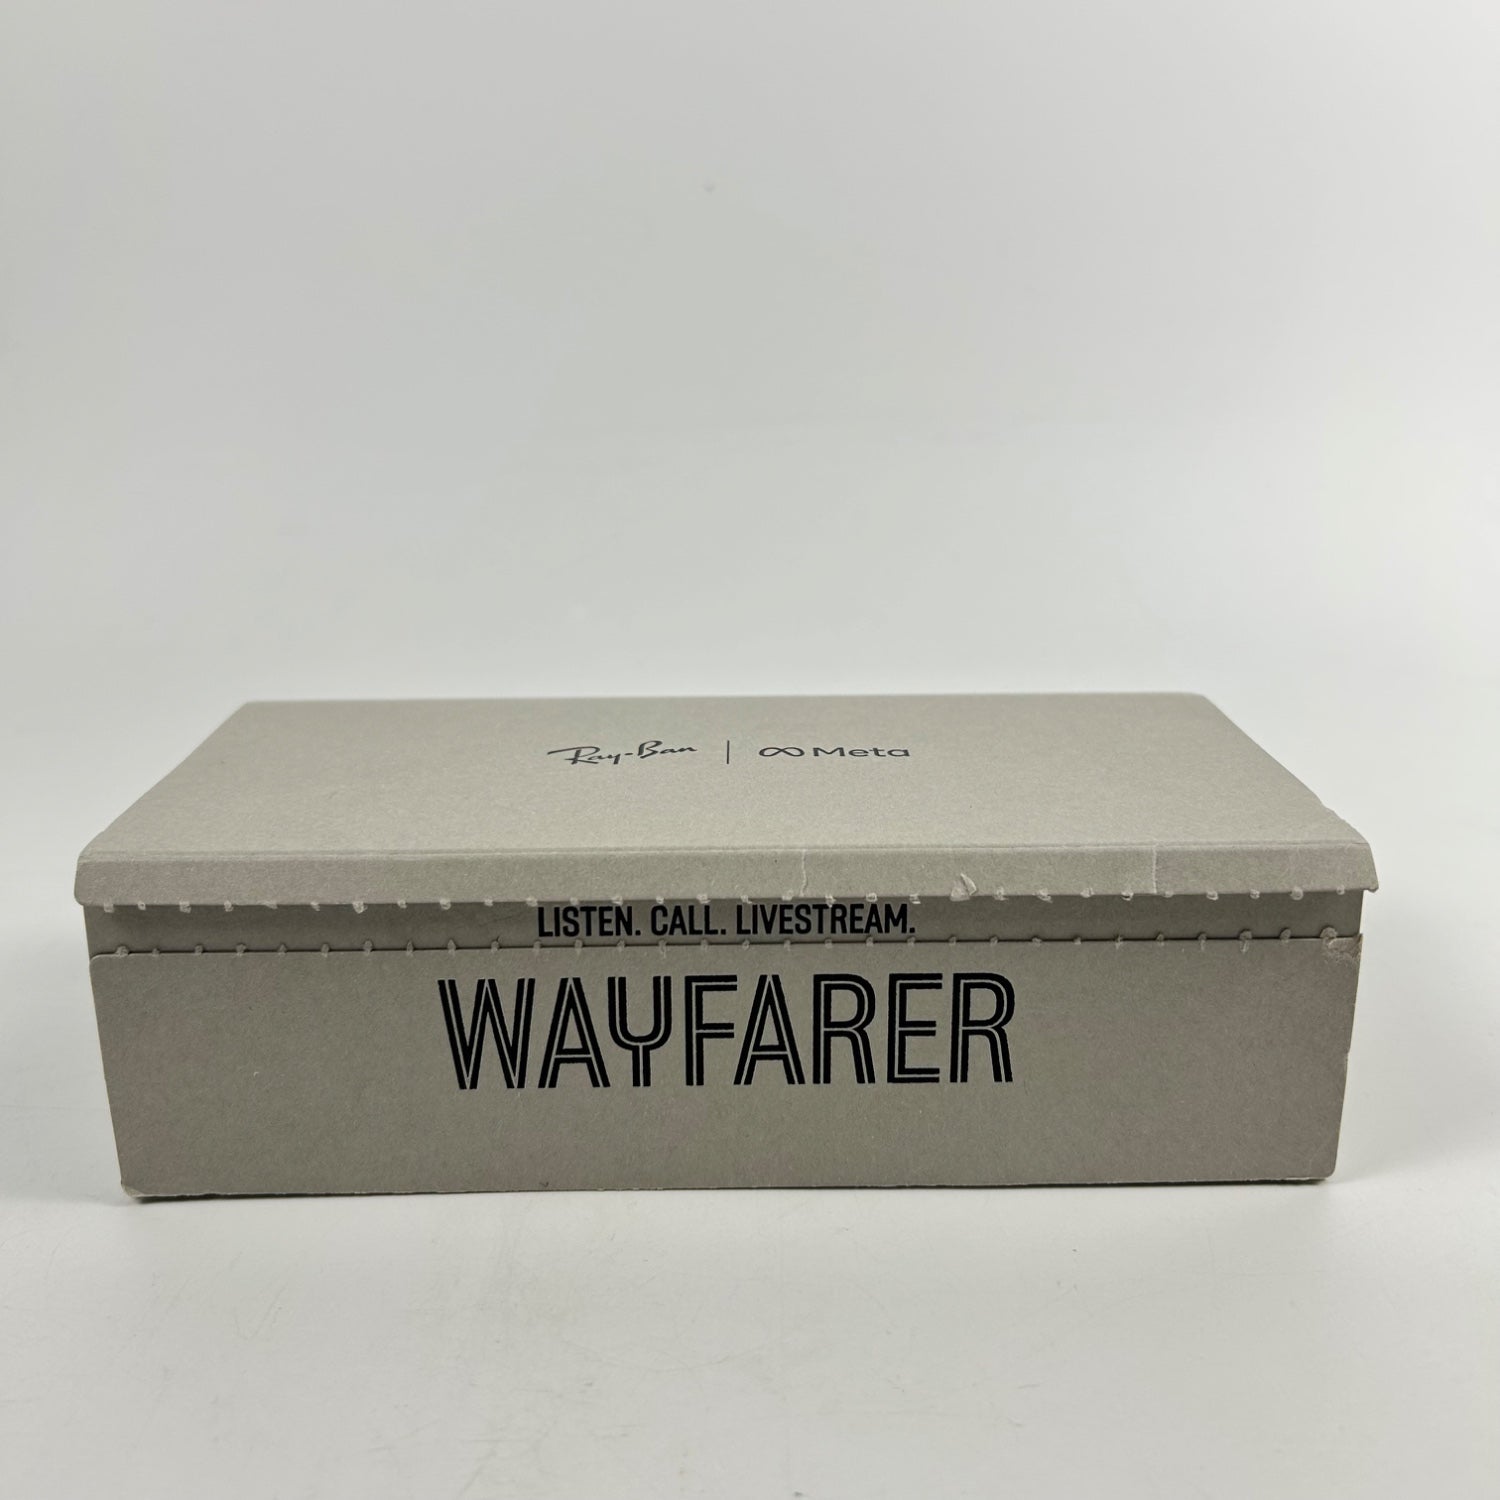 Ray-Ban | Meta
LISTEN. CALL. LIVESTREAM.
WAYFARER